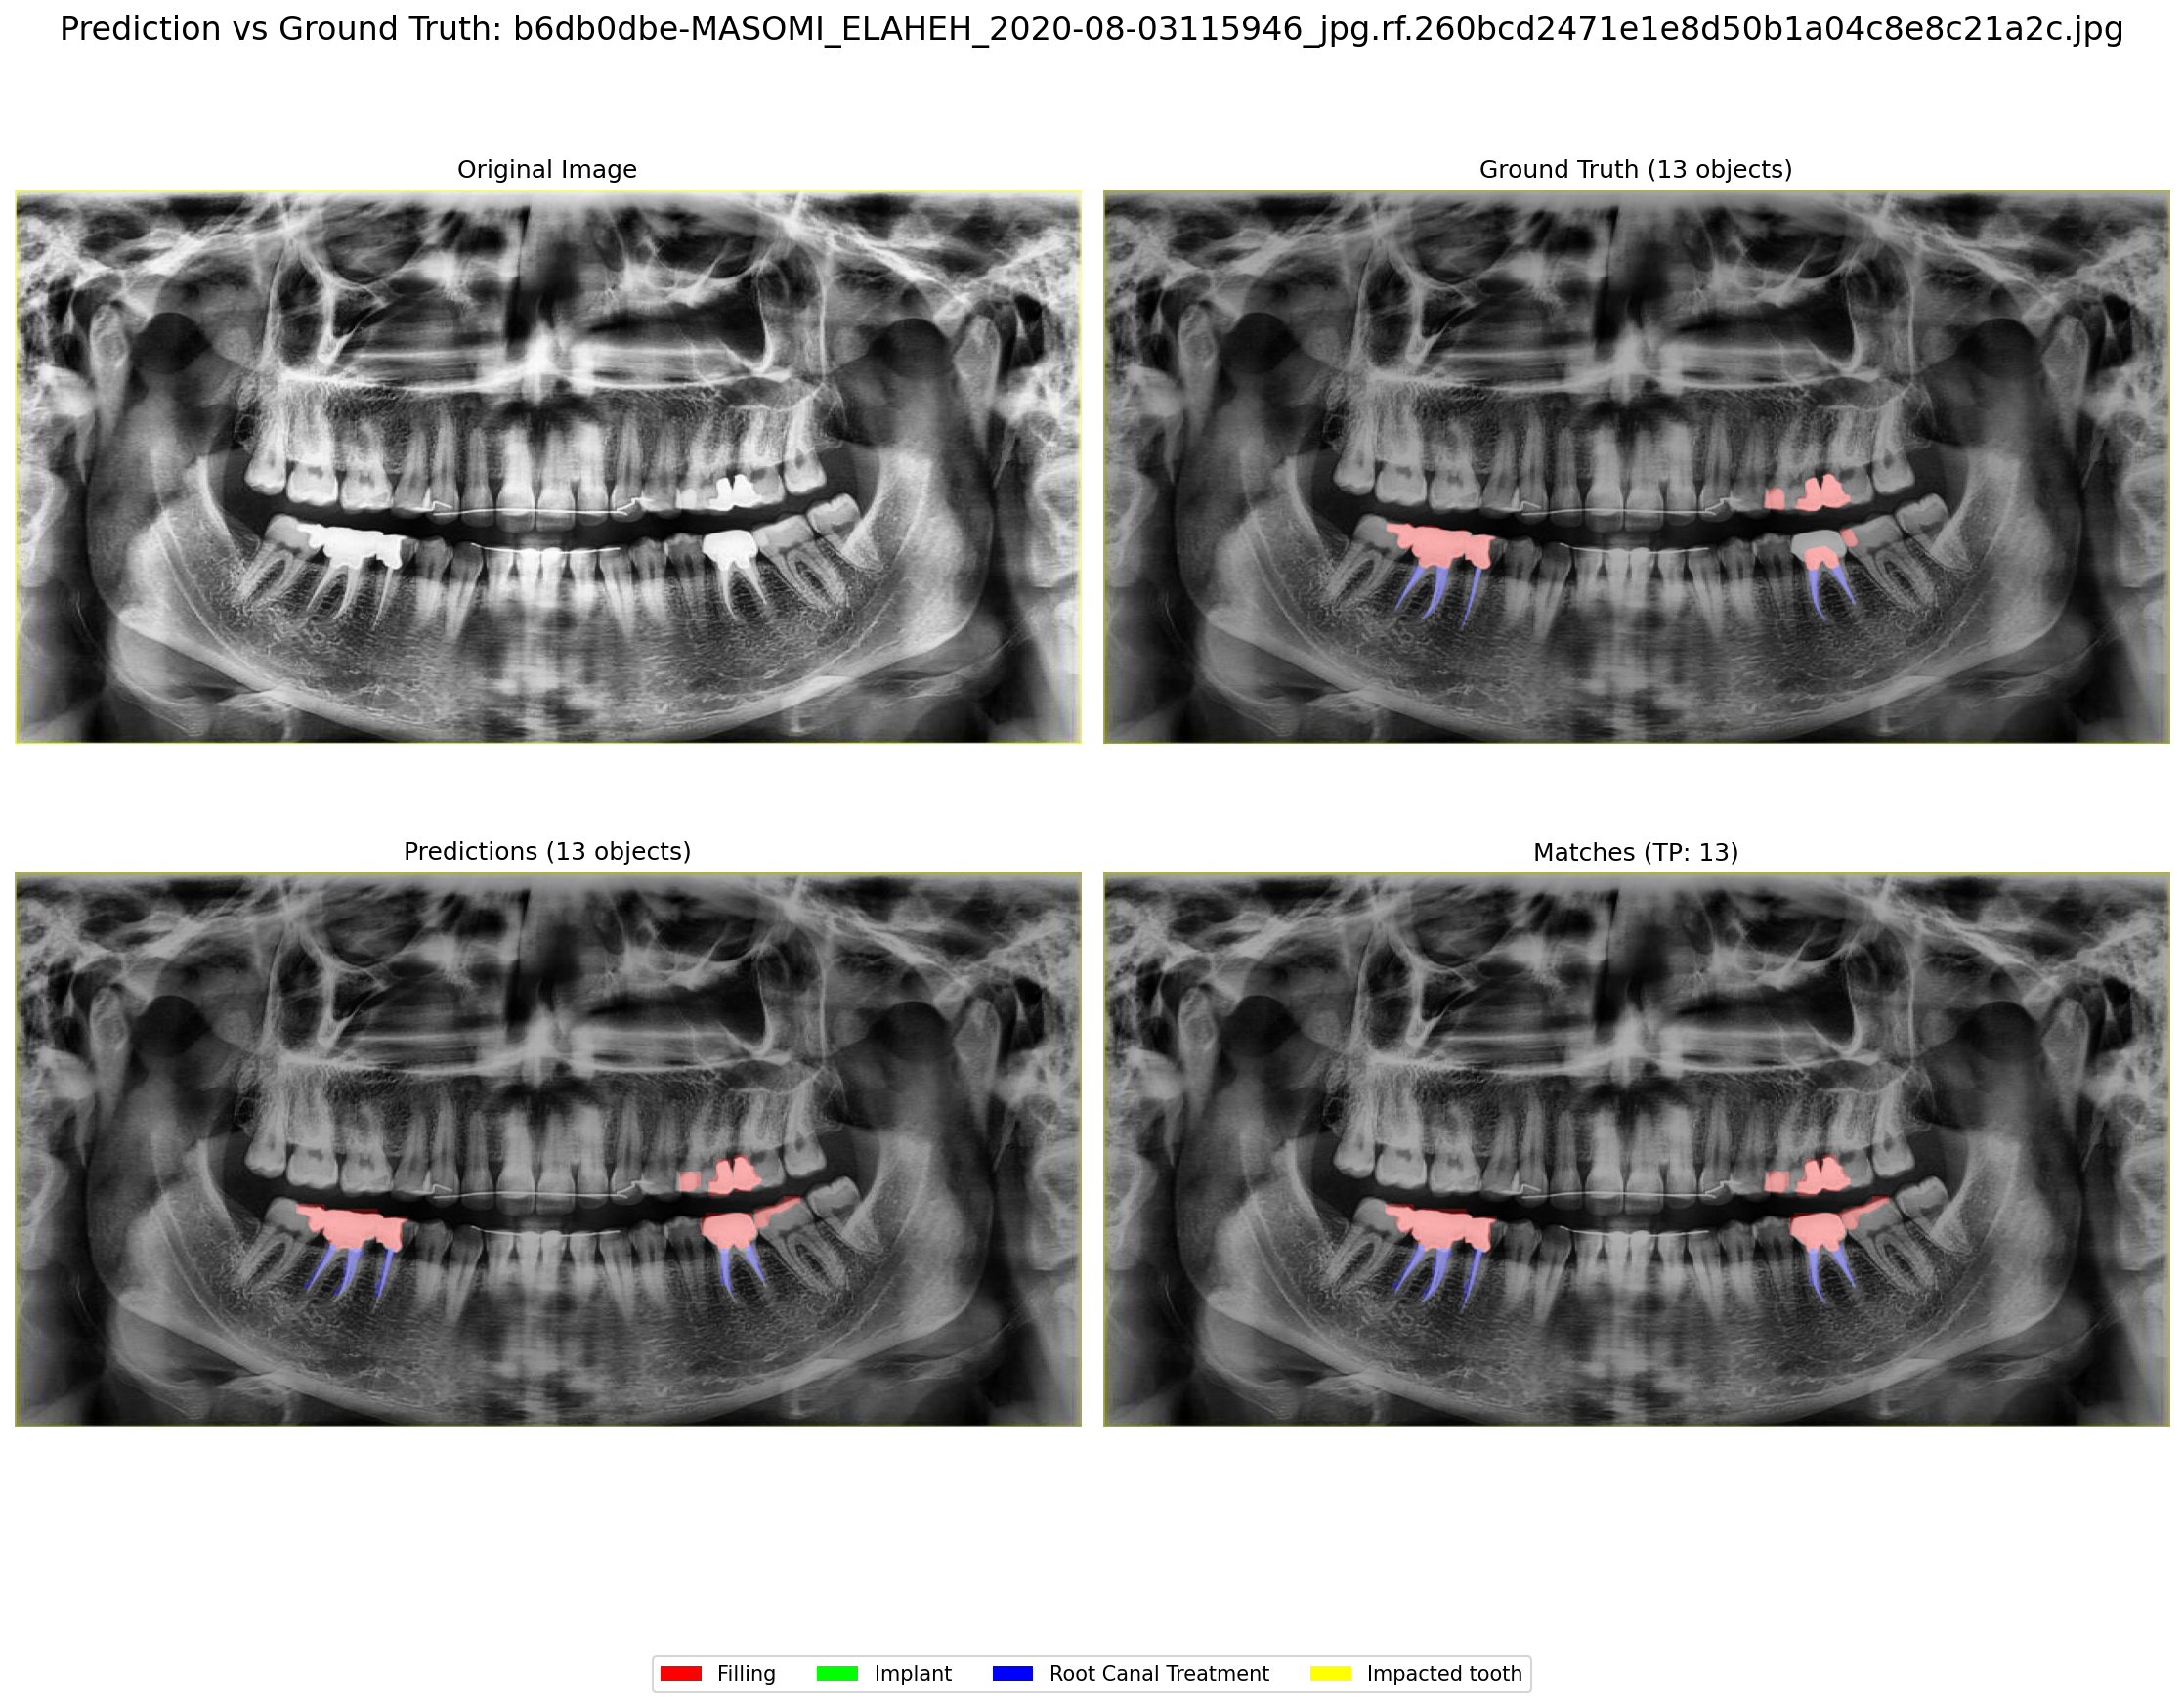 Prediction vs Ground Truth: b6db0dbe-MASOMI_ELAHEH_2020-08-03115946_jpg.rf.260bcd2471e1e8d50b1a04c8e8c21a2c.jpg
Original Image
Ground Truth (13 objects)
Predictions (13 objects)
Matches (TP: 13)
Filling
Implant
Root Canal Treatment
Impacted tooth